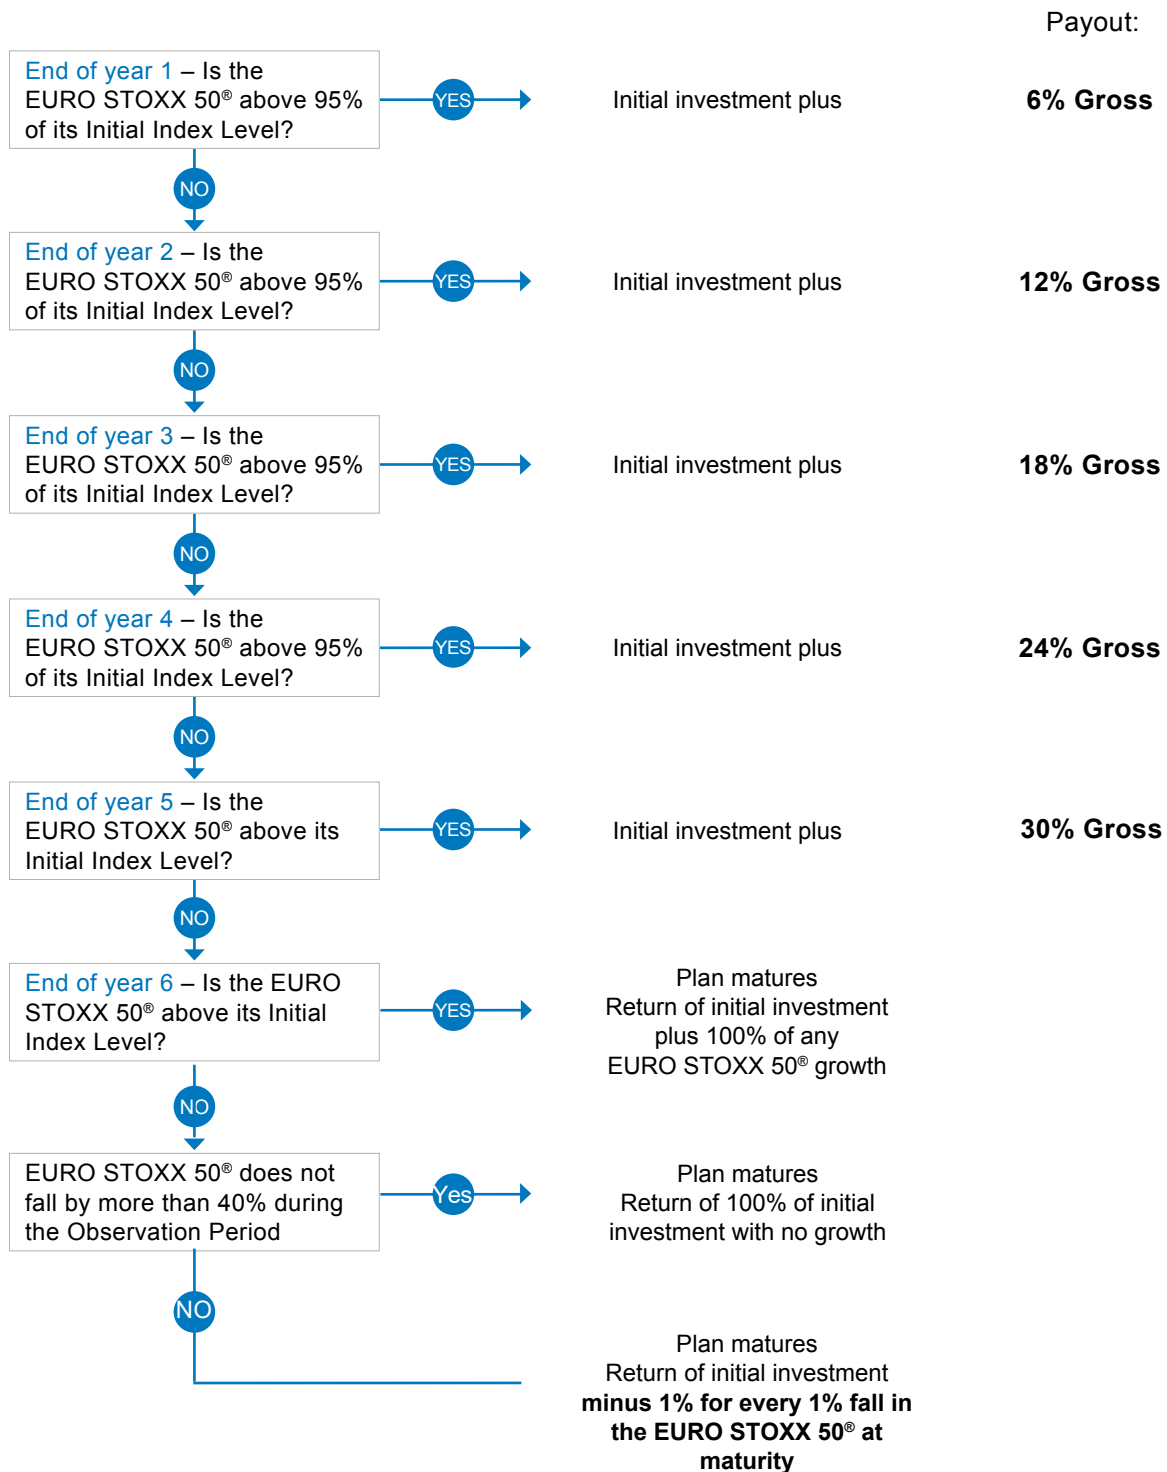 Payout:
End of year 1 – Is the
EURO STOXX 50® above 95%
of its Initial Index Level?
YES
Initial investment plus
6% Gross
NO
End of year 2 – Is the
EURO STOXX 50® above 95%
of its Initial Index Level?
YES
Initial investment plus
12% Gross
NO
End of year 3 – Is the
EURO STOXX 50® above 95%
of its Initial Index Level?
YES
Initial investment plus
18% Gross
NO
End of year 4 – Is the
EURO STOXX 50® above 95%
of its Initial Index Level?
YES
Initial investment plus
24% Gross
NO
End of year 5 – Is the
EURO STOXX 50® above its
Initial Index Level?
YES
Initial investment plus
30% Gross
NO
End of year 6 – Is the EURO
STOXX 50® above its Initial
Index Level?
YES
Plan matures
Return of initial investment
plus 100% of any
EURO STOXX 50® growth
NO
EURO STOXX 50® does not
fall by more than 40% during
the Observation Period
Yes
Plan matures
Return of 100% of initial
investment with no growth
NO
Plan matures
Return of initial investment
minus 1% for every 1% fall in
the EURO STOXX 50® at
maturity